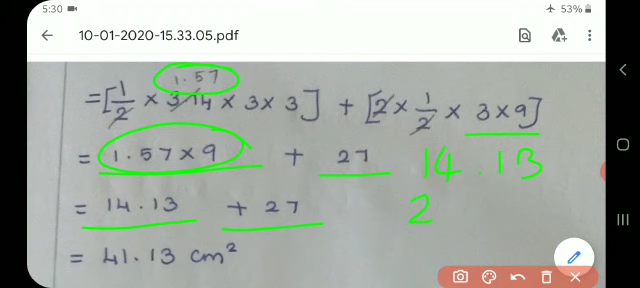 5:30 53%
10-01-2020-15.33.05.pdf
1.57
=[1/2 × 3.14 × 3 × 3] + [2 × 1/2 × 3 × 9]
= 1.57 × 9 + 27 14.13
= 14.13 + 27 2
= 41.13 cm²